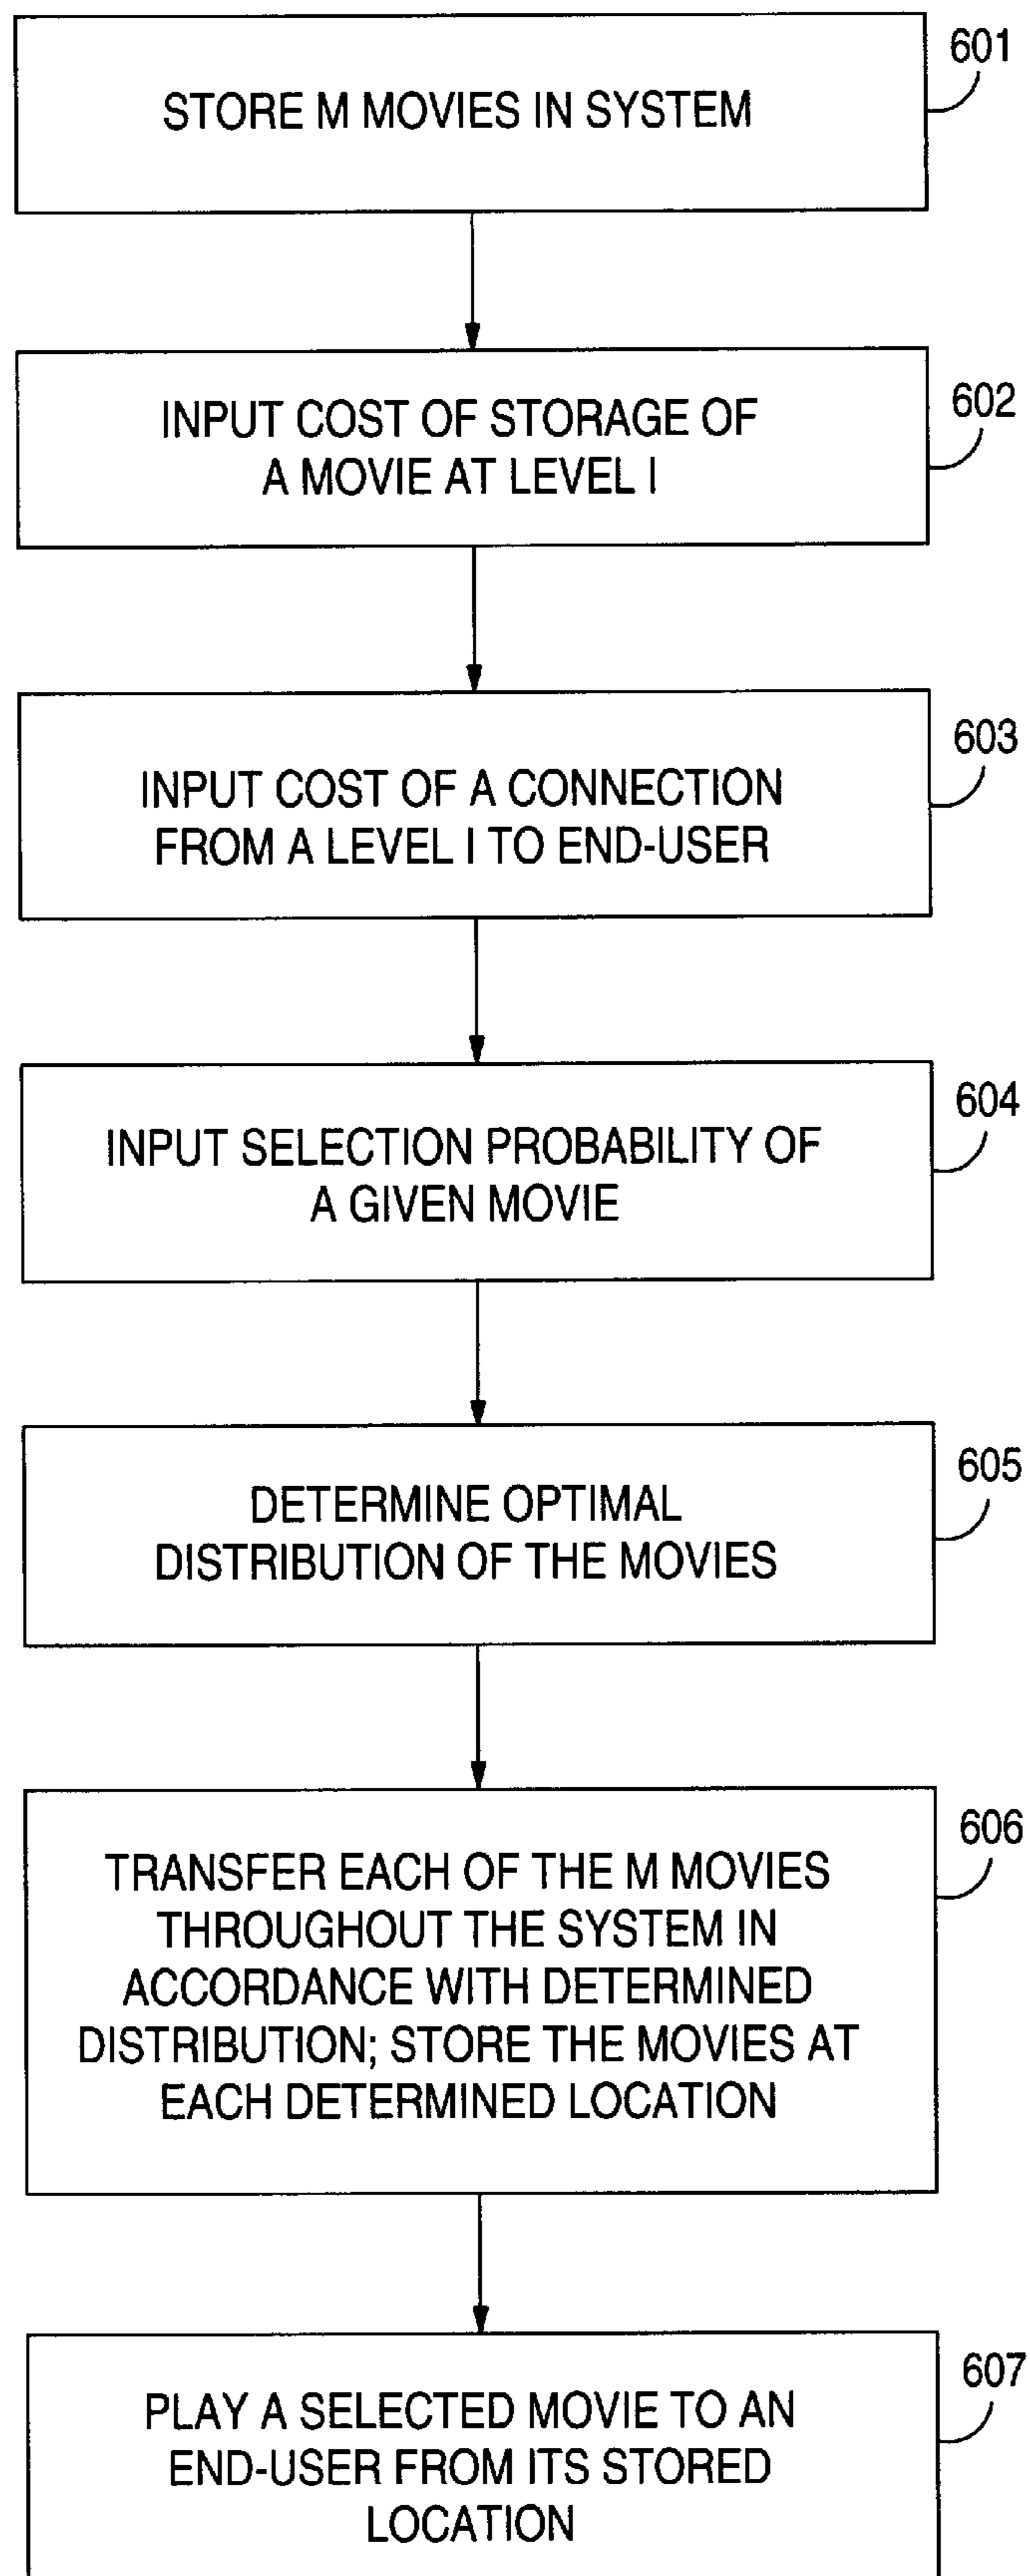 601
STORE M MOVIES IN SYSTEM
602
INPUT COST OF STORAGE OF
A MOVIE AT LEVEL I
603
INPUT COST OF A CONNECTION
FROM A LEVEL I TO END-USER
604
INPUT SELECTION PROBABILITY OF
A GIVEN MOVIE
605
DETERMINE OPTIMAL
DISTRIBUTION OF THE MOVIES
606
TRANSFER EACH OF THE M MOVIES
THROUGHOUT THE SYSTEM IN
ACCORDANCE WITH DETERMINED
DISTRIBUTION; STORE THE MOVIES AT
EACH DETERMINED LOCATION
607
PLAY A SELECTED MOVIE TO AN
END-USER FROM ITS STORED
LOCATION